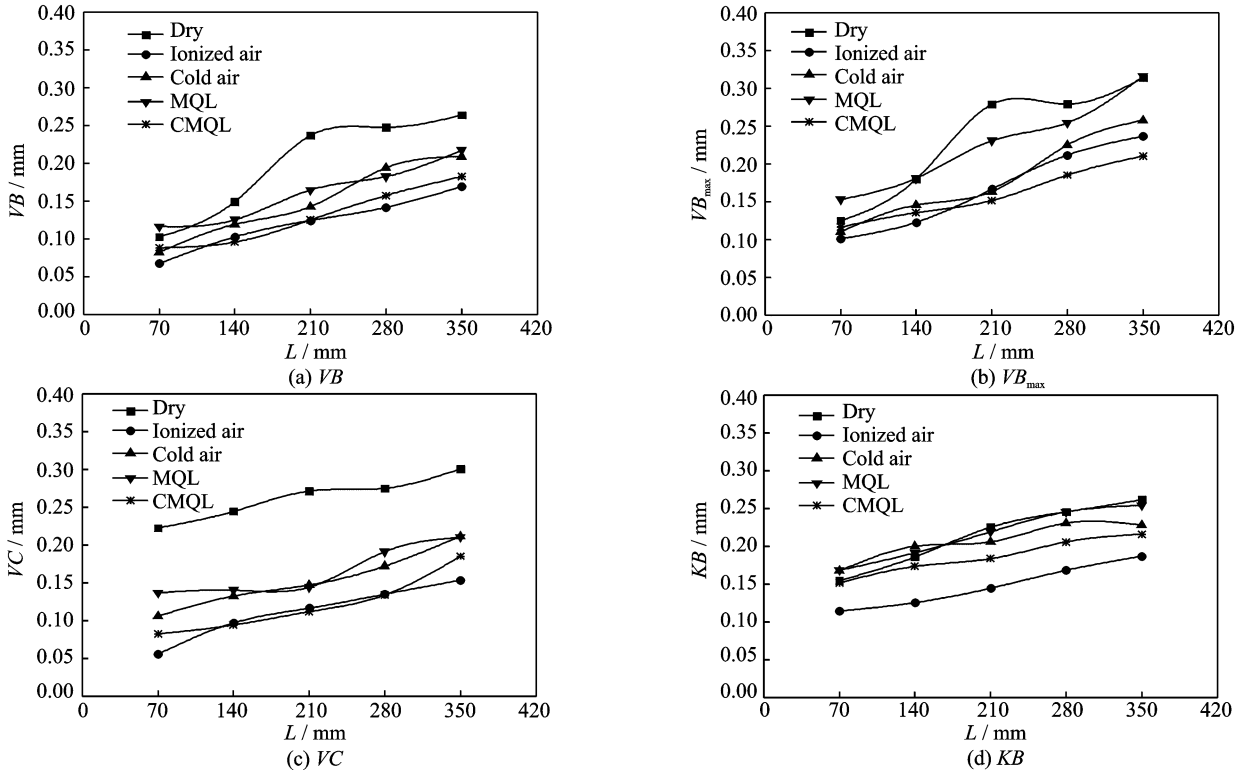 0.40
0.35
0.30
0.25
0.20
0.15
0.10
0.05
0.00
VB / mm
Dry
Ionized air
Cold air
MQL
CMQL
0 70 140 210 280 350 420
L / mm
(a) VB
0.40
0.35
0.30
0.25
0.20
0.15
0.10
0.05
0.00
VBmax / mm
Dry
Ionized air
Cold air
MQL
CMQL
0 70 140 210 280 350 420
L / mm
(b) VBmax
0.40
0.35
0.30
0.25
0.20
0.15
0.10
0.05
0.00
VC / mm
Dry
Ionized air
Cold air
MQL
CMQL
0 70 140 210 280 350 420
L / mm
(c) VC
0.40
0.35
0.30
0.25
0.20
0.15
0.10
0.05
0.00
KB / mm
Dry
Ionized air
Cold air
MQL
CMQL
0 70 140 210 280 350 420
L / mm
(d) KB